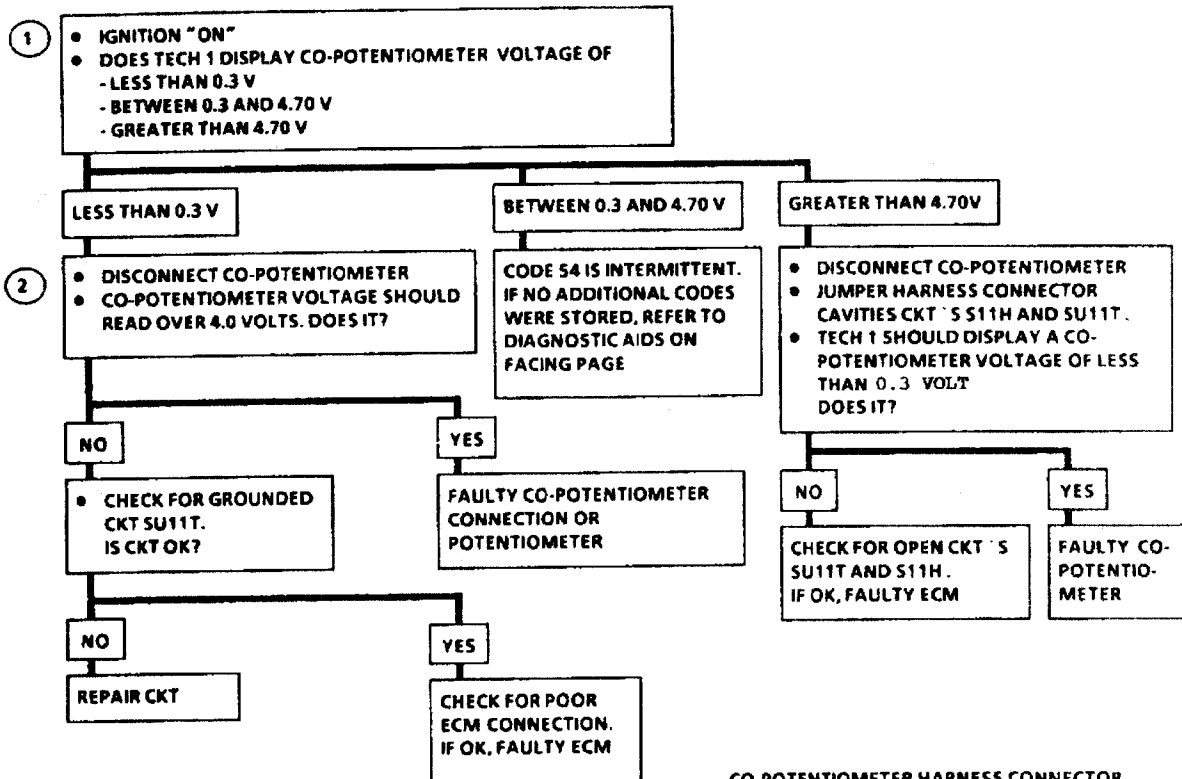 1
• IGNITION "ON"
• DOES TECH 1 DISPLAY CO-POTENTIOMETER VOLTAGE OF
- LESS THAN 0.3 V
- BETWEEN 0.3 AND 4.70 V
- GREATER THAN 4.70 V
LESS THAN 0.3 V
BETWEEN 0.3 AND 4.70 V
GREATER THAN 4.70V
2
• DISCONNECT CO-POTENTIOMETER
• CO-POTENTIOMETER VOLTAGE SHOULD
READ OVER 4.0 VOLTS. DOES IT?
CODE 54 IS INTERMITTENT.
IF NO ADDITIONAL CODES
WERE STORED, REFER TO
DIAGNOSTIC AIDS ON
FACING PAGE
• DISCONNECT CO-POTENTIOMETER
• JUMPER HARNESS CONNECTOR
CAVITIES CKT `S S11H AND SU11T.
• TECH 1 SHOULD DISPLAY A CO-
POTENTIOMETER VOLTAGE OF LESS
THAN 0.3 VOLT
DOES IT?
NO
YES
• CHECK FOR GROUNDED
CKT SU11T.
IS CKT OK?
FAULTY CO-POTENTIOMETER
CONNECTION OR
POTENTIOMETER
NO
YES
CHECK FOR OPEN CKT `S
SU11T AND S11H.
IF OK, FAULTY ECM
FAULTY CO-
POTENTIO-
METER
NO
YES
REPAIR CKT
CHECK FOR POOR
ECM CONNECTION.
IF OK, FAULTY ECM
CO-POTENTIOMETER HARNESS CONNECTOR